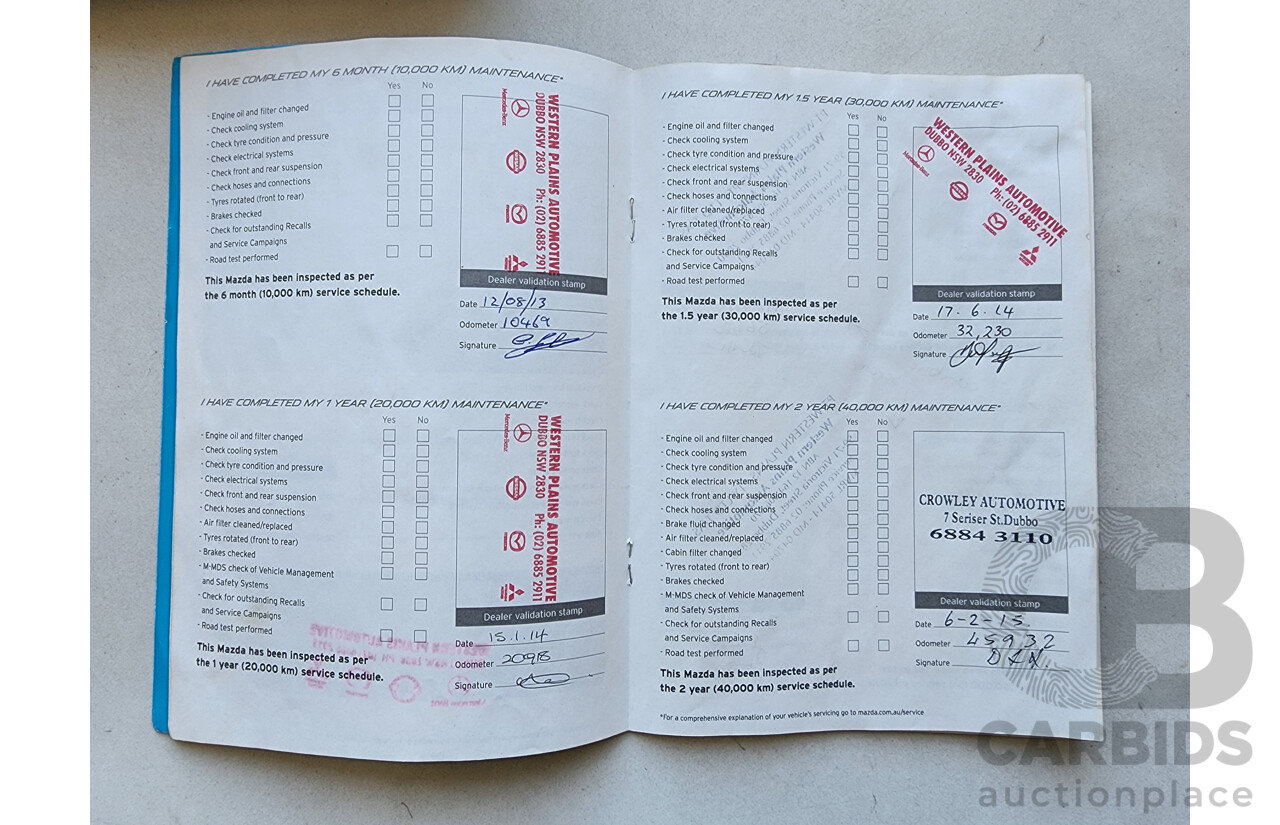 I HAVE COMPLETED MY 6 MONTH (10,000 KM) MAINTENANCE*
Yes No
- Engine oil and filter changed
- Check cooling system
- Check tyre condition and pressure
- Check electrical systems
- Check front and rear suspension
- Check hoses and connections
- Tyres rotated (front to rear)
- Brakes checked
- Check for outstanding Recalls
and Service Campaigns
- Road test performed
This Mazda has been inspected as per
the 6 month (10,000 km) service schedule.
WESTERN PLAINS AUTOMOTIVE
DUBBO NSW 2830 Ph: (02) 6885 2911
Mercedes-Benz
Dealer validation stamp
Date 12/08/13
Odometer 10469
Signature
I HAVE COMPLETED MY 1 YEAR (20,000 KM) MAINTENANCE*
Yes No
- Engine oil and filter changed
- Check cooling system
- Check tyre condition and pressure
- Check electrical systems
- Check front and rear suspension
- Check hoses and connections
- Air filter cleaned/replaced
- Tyres rotated (front to rear)
- Brakes checked
- M-MDS check of Vehicle Management
and Safety Systems
- Check for outstanding Recalls
and Service Campaigns
- Road test performed
This Mazda has been inspected as per
the 1 year (20,000 km) service schedule.
WESTERN PLAINS AUTOMOTIVE
DUBBO NSW 2830 Ph: (02) 6885 2911
Mercedes-Benz
Dealer validation stamp
Date 15.1.14
Odometer
Signature
I HAVE COMPLETED MY 1.5 YEAR (30,000 KM) MAINTENANCE*
Yes No
- Engine oil and filter changed
- Check cooling system
- Check tyre condition and pressure
- Check electrical systems
- Check front and rear suspension
- Check hoses and connections
- Air filter cleaned/replaced
- Tyres rotated (front to rear)
- Brakes checked
- Check for outstanding Recalls
and Service Campaigns
- Road test performed
This Mazda has been inspected as per
the 1.5 year (30,000 km) service schedule.
WESTERN PLAINS AUTOMOTIVE
DUBBO NSW 2830 Ph: (02) 6885 2911
Mercedes-Benz
Dealer validation stamp
Date 17.6.14
Odometer 32,230
Signature
I HAVE COMPLETED MY 2 YEAR (40,000 KM) MAINTENANCE*
Yes No
- Engine oil and filter changed
- Check cooling system
- Check tyre condition and pressure
- Check electrical systems
- Check front and rear suspension
- Check hoses and connections
- Brake fluid changed
- Air filter cleaned/replaced
- Cabin filter changed
- Tyres rotated (front to rear)
- Brakes checked
- M-MDS check of Vehicle Management
and Safety Systems
- Check for outstanding Recalls
and Service Campaigns
- Road test performed
This Mazda has been inspected as per
the 2 year (40,000 km) service schedule.
CROWLEY AUTOMOTIVE
7 Seriser St.Dubbo
6884 3110
Dealer validation stamp
Date 6-2-15
Odometer 45932
Signature
*For a comprehensive explanation of your vehicle's servicing go to mazda.com.au/service
CB
CARBIDS
auctionplace